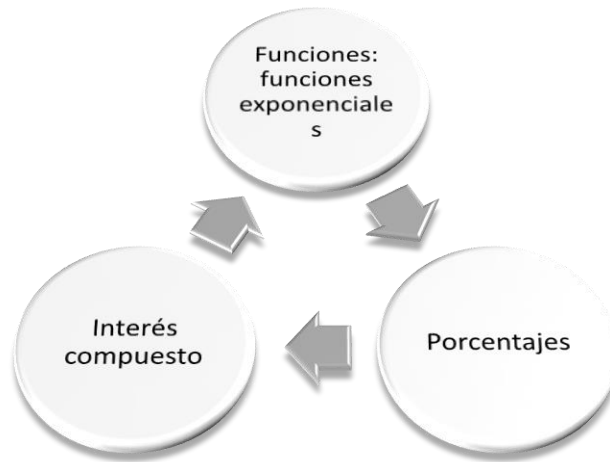 Funciones:
funciones
exponenciale
s
Porcentajes
Interés
compuesto